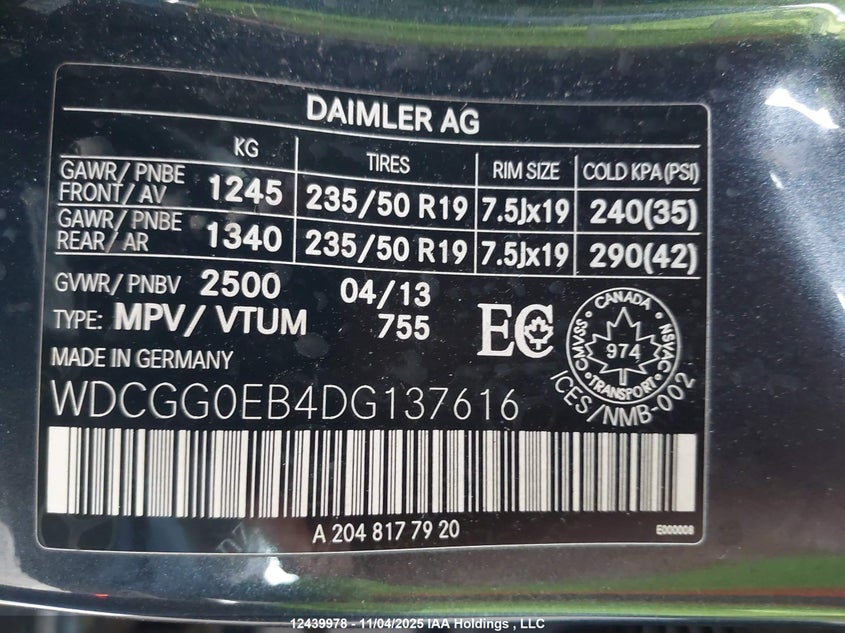 DAIMLER AG
KG TIRES RIM SIZE COLD KPA (PSI)
GAWR/PNBE FRONT/AV 1245 235/50 R19 7.5Jx19 240(35)
GAWR/PNBE REAR/AR 1340 235/50 R19 7.5Jx19 290(42)
GVWR/PNBV 2500 04/13
TYPE: MPV/VTUM 755
EC
CANADA
CMVSS 974 NSVAC
TRANSPORT
ICES/NMB-002
MADE IN GERMANY
WDCGG0EB4DG137616
A 204 817 79 20
E000008
12439978 - 11/04/2025 IAA Holdings , LLC